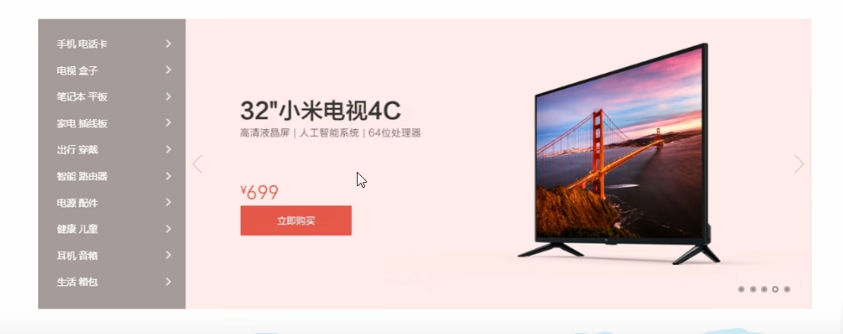 手机 电话卡
电视 盒子
笔记本 平板
家电 插线板
出行 穿戴
智能 路由器
电源 配件
健康 儿童
耳机 音箱
生活 箱包
32"小米电视4C
高清液晶屏 | 人工智能系统 | 64位处理器
¥699
立即购买